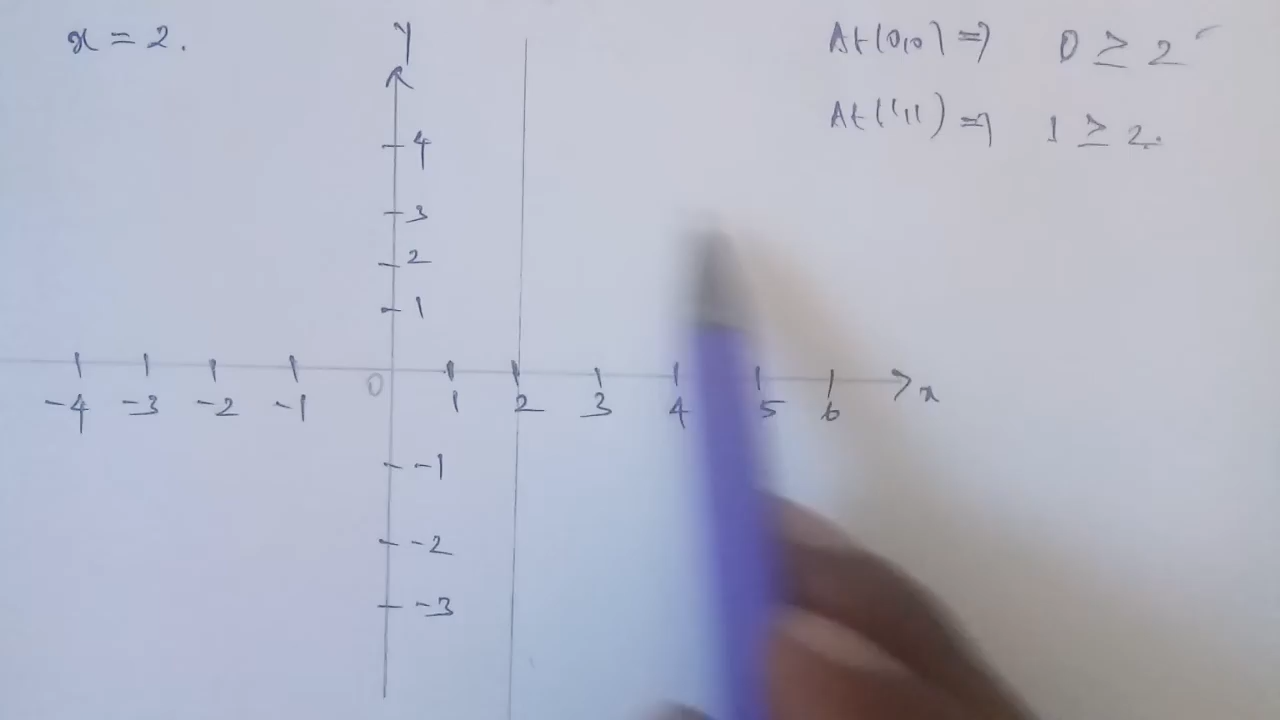 x = 2.
At(0,0) ⇒ 0 ≥ 2
At(1,1) ⇒ 1 ≥ 2.
y
4
3
2
1
0
-4 -3 -2 -1 1 2 3 4 5 6 x
-1
-2
-3